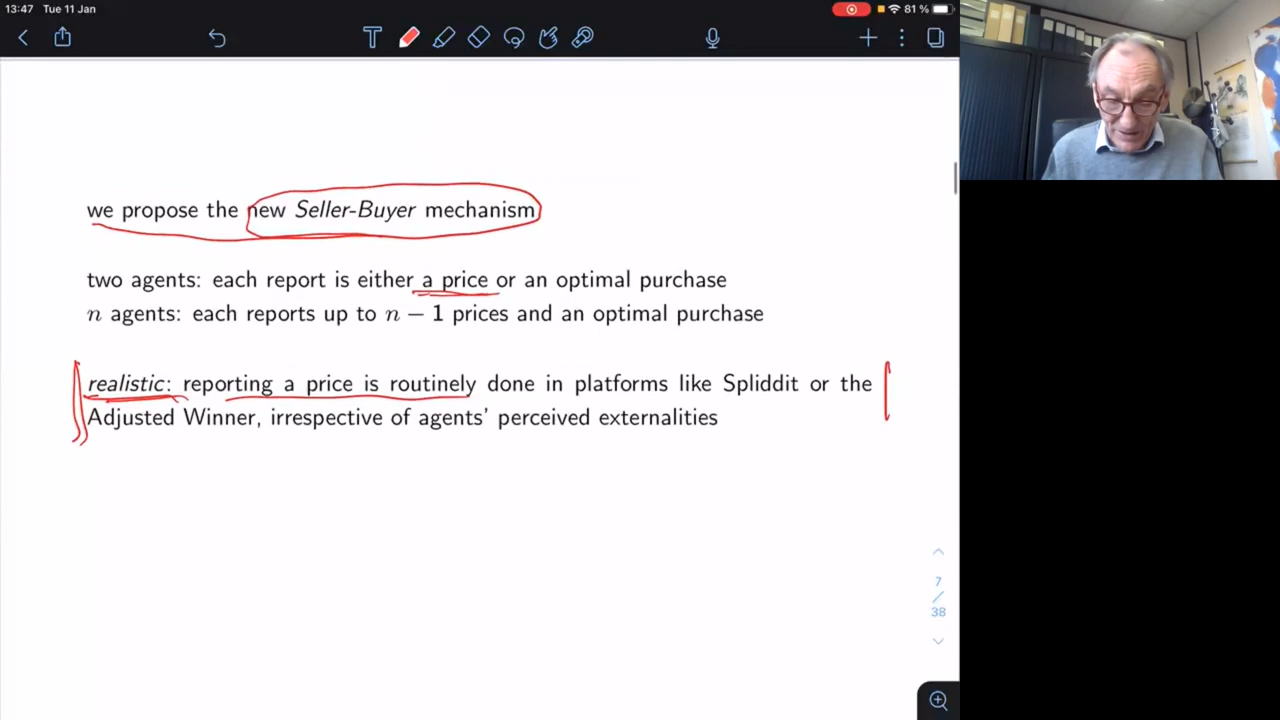 13:47 Tue 11 Jan 81 %
we propose the new Seller-Buyer mechanism
two agents: each report is either a price or an optimal purchase
n agents: each reports up to n − 1 prices and an optimal purchase
realistic: reporting a price is routinely done in platforms like Spliddit or the
Adjusted Winner, irrespective of agents' perceived externalities
7
/
38